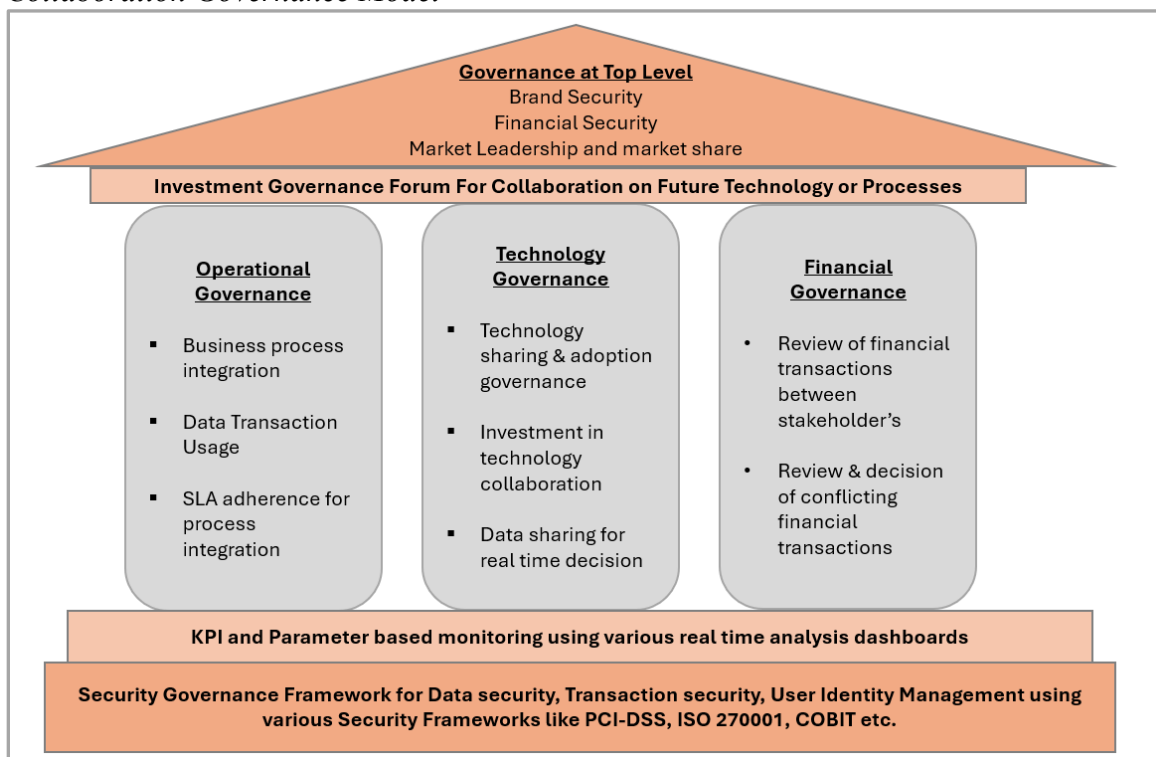 Collaboration Governance Model
Governance at Top Level
Brand Security
Financial Security
Market Leadership and market share
Investment Governance Forum For Collaboration on Future Technology or Processes
Operational
Governance
▪ Business process
integration
▪ Data Transaction
Usage
▪ SLA adherence for
process
integration
Technology
Governance
▪ Technology
sharing & adoption
governance
▪ Investment in
technology
collaboration
▪ Data sharing for
real time decision
Financial
Governance
• Review of financial
transactions
between
stakeholder’s
• Review & decision
of conflicting
financial
transactions
KPI and Parameter based monitoring using various real time analysis dashboards
Security Governance Framework for Data security, Transaction security, User Identity Management using
various Security Frameworks like PCI-DSS, ISO 270001, COBIT etc.